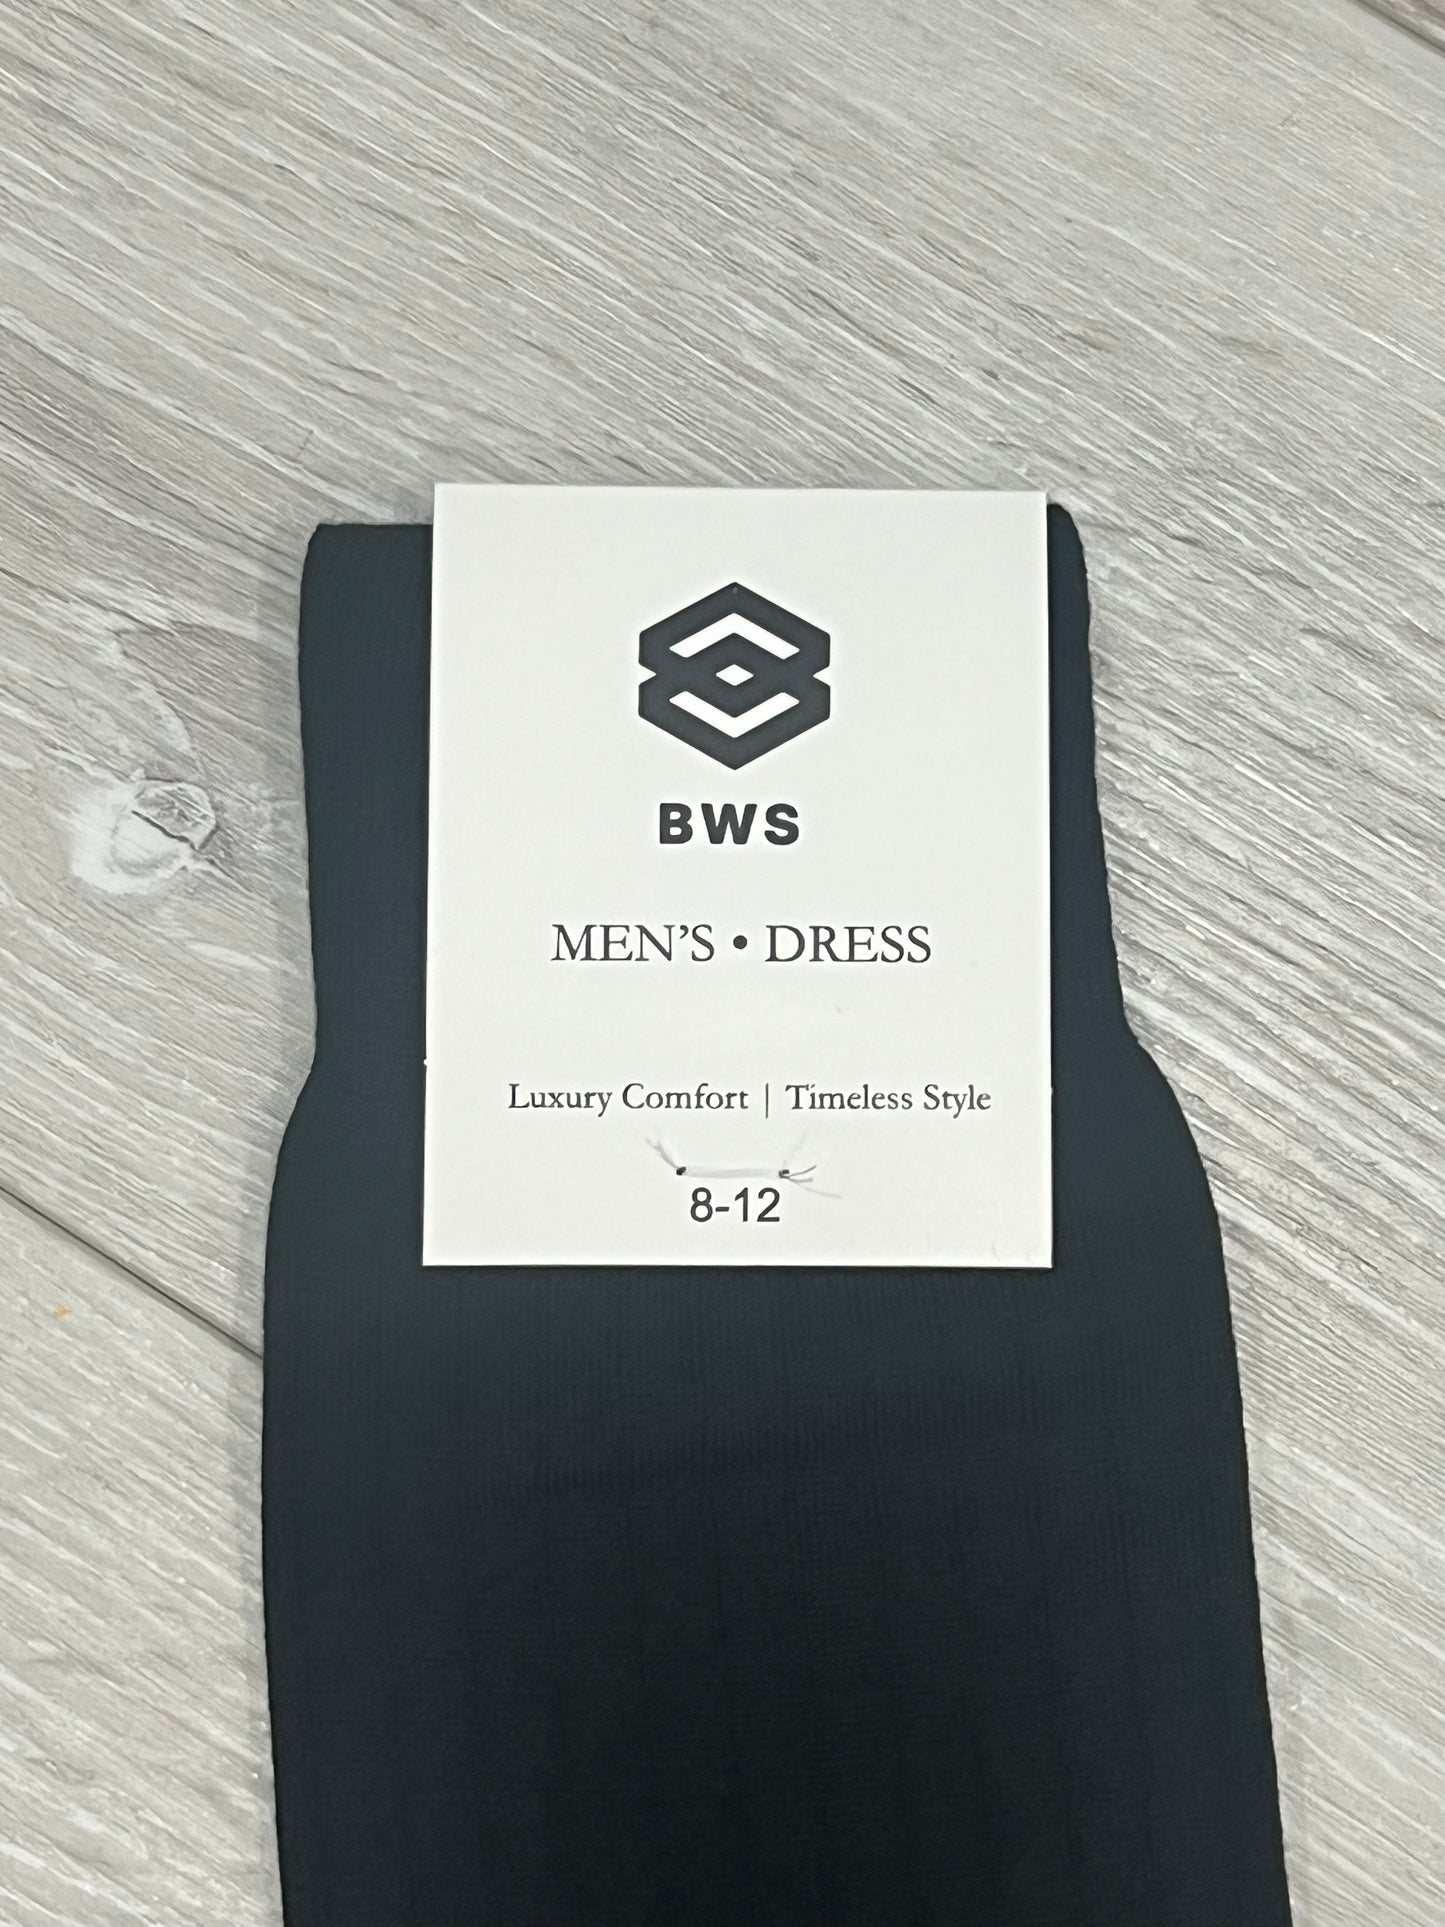 BWS
MEN'S • DRESS
Luxury Comfort | Timeless Style
8-12